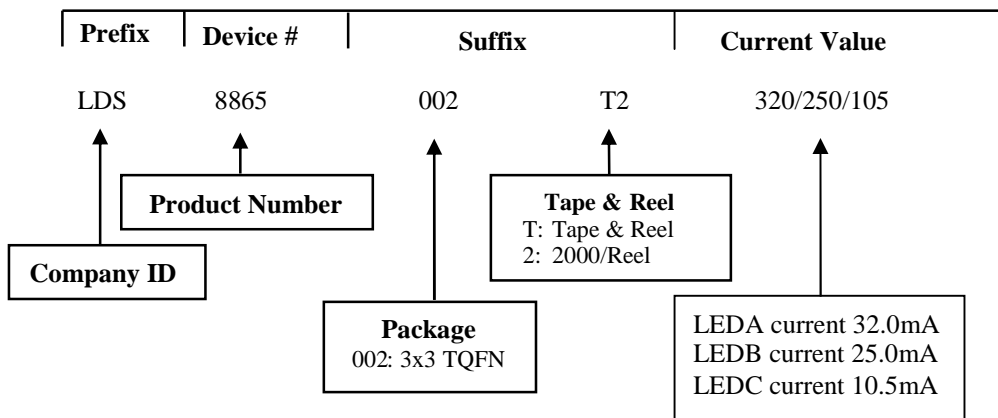 Prefix Device # Suffix Current Value
LDS 8865 002 T2 320/250/105
Product Number
Tape & Reel
T: Tape & Reel
2: 2000/Reel
Company ID
Package
002: 3x3 TQFN
LEDA current 32.0mA
LEDB current 25.0mA
LEDC current 10.5mA